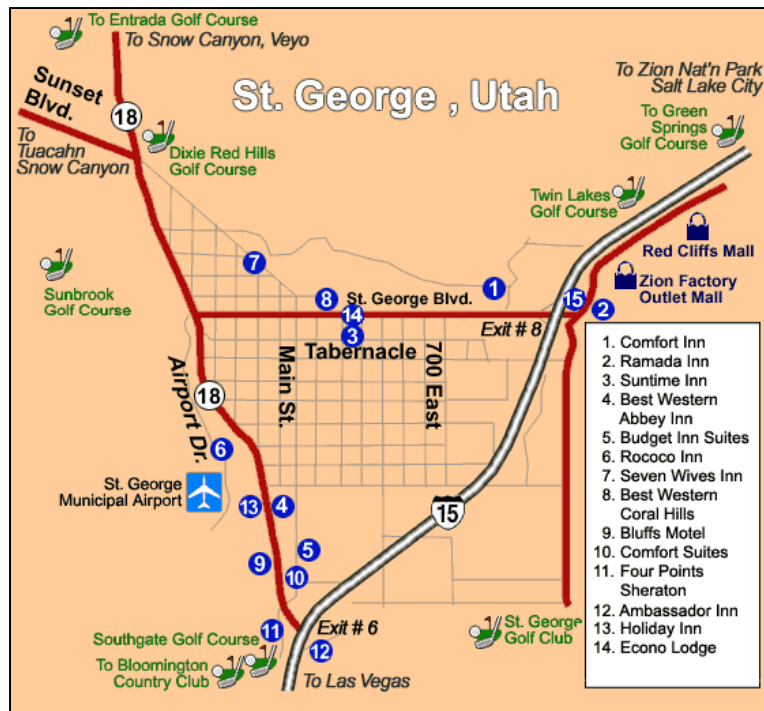 To Entrada Golf Course
To Snow Canyon, Veyo
Sunset
Blvd.
18
St. George , Utah
To Zion Nat'n Park
Salt Lake City
To Green
Springs
Golf Course
To
Tuacahn
Snow Canyon
Dixie Red Hills
Golf Course
Twin Lakes
Golf Course
Red Cliffs Mall
Zion Factory
Outlet Mall
Sunbrook
Golf Course
7
1
8
St. George Blvd.
15
2
14
Exit # 8
3
Tabernacle
Main St.
700 East
Airport Dr.
18
6
St. George
Municipal Airport
13
4
15
5
9
10
11
Exit # 6
12
Southgate Golf Course
To Bloomington
Country Club
To Las Vegas
St. George
Golf Club
1. Comfort Inn
2. Ramada Inn
3. Suntime Inn
4. Best Western
Abbey Inn
5. Budget Inn Suites
6. Rococo Inn
7. Seven Wives Inn
8. Best Western
Coral Hills
9. Bluffs Motel
10. Comfort Suites
11. Four Points
Sheraton
12. Ambassador Inn
13. Holiday Inn
14. Econo Lodge